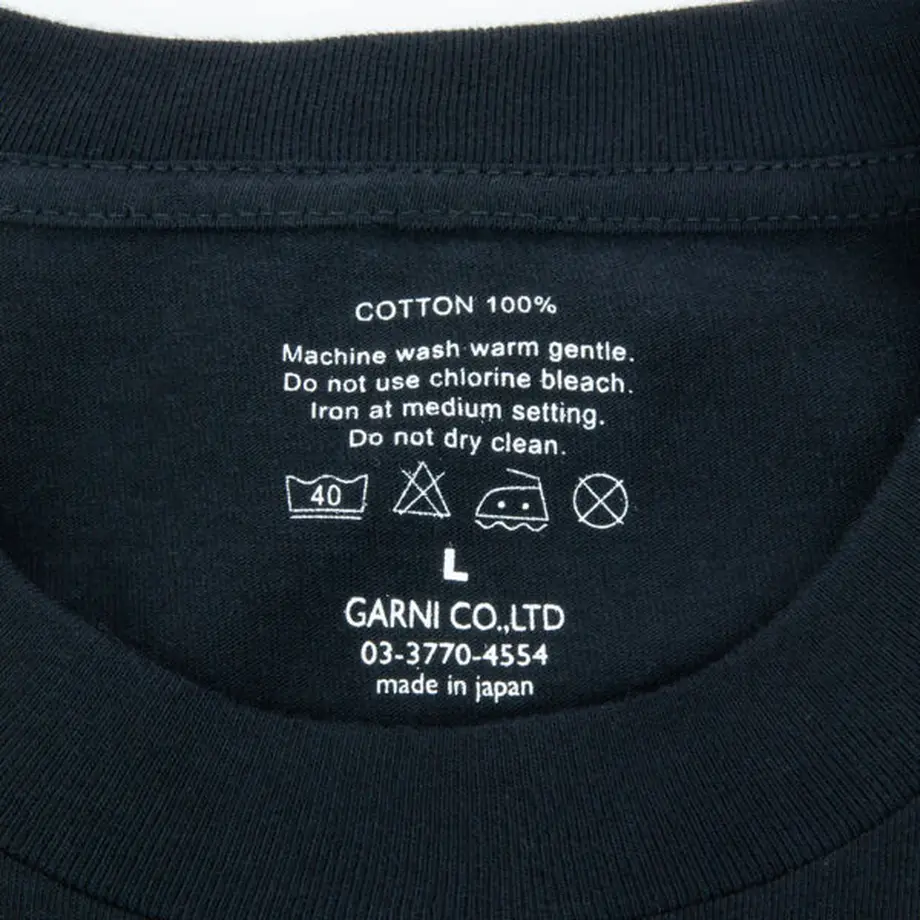 COTTON 100%
Machine wash warm gentle.
Do not use chlorine bleach.
Iron at medium setting.
Do not dry clean.
40
L
GARNI CO.,LTD
03-3770-4554
made in japan